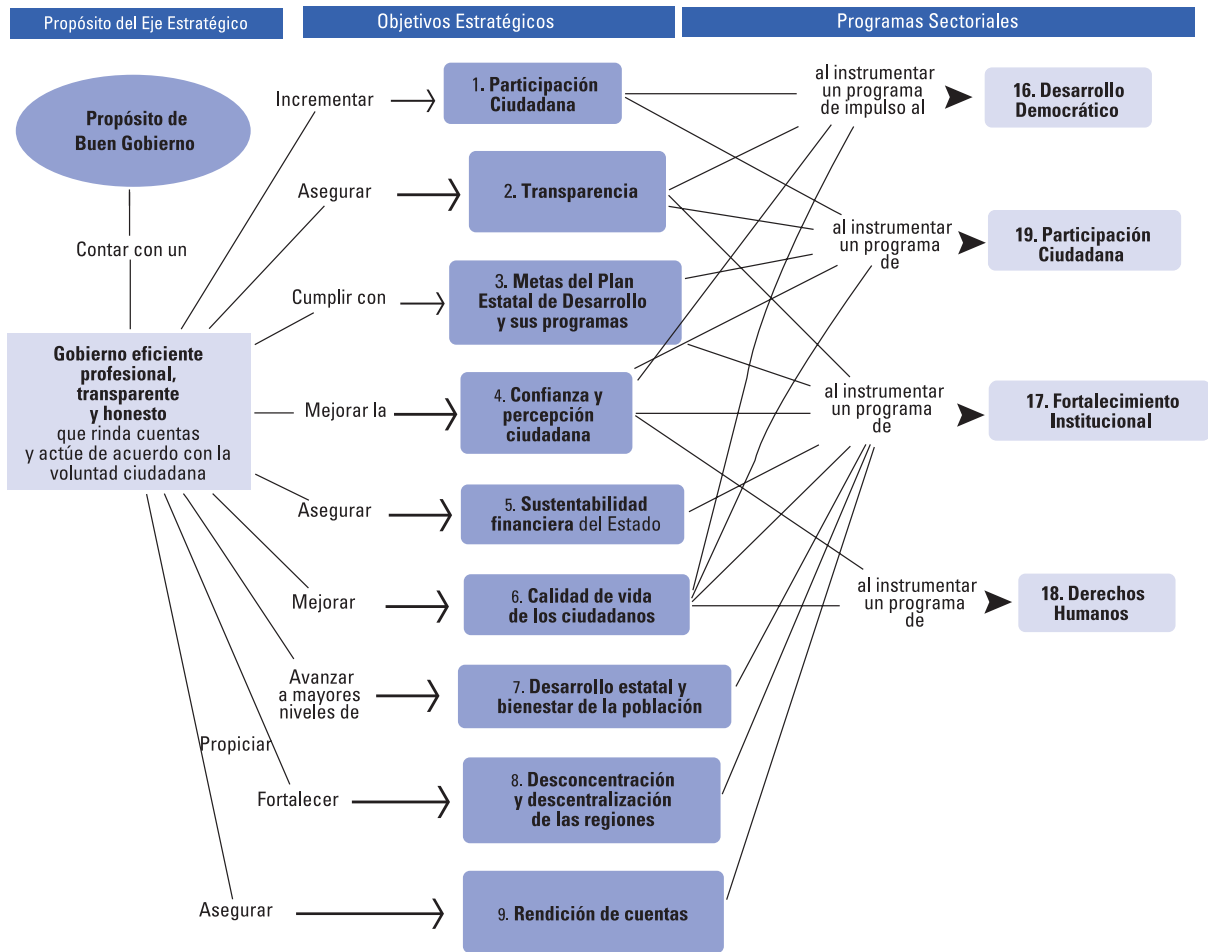 Propósito del Eje Estratégico
Objetivos Estratégicos
Programas Sectoriales
Propósito de
Buen Gobierno
Contar con un
Gobierno eficiente
profesional,
transparente
y honesto
que rinda cuentas
y actúe de acuerdo con la
voluntad ciudadana
Incrementar
Asegurar
Cumplir con
Mejorar la
Asegurar
Mejorar
Avanzar
a mayores
niveles de
Propiciar
Fortalecer
Asegurar
1. Participación
Ciudadana
2. Transparencia
3. Metas del Plan
Estatal de Desarrollo
y sus programas
4. Confianza y
percepción
ciudadana
5. Sustentabilidad
financiera del Estado
6. Calidad de vida
de los ciudadanos
7. Desarrollo estatal y
bienestar de la población
8. Desconcentración
y descentralización
de las regiones
9. Rendición de cuentas
al instrumentar
un programa
de impulso al
16. Desarrollo
Democrático
al instrumentar
un programa
de
19. Participación
Ciudadana
al instrumentar
un programa
de
17. Fortalecimiento
Institucional
al instrumentar
un programa
de
18. Derechos
Humanos